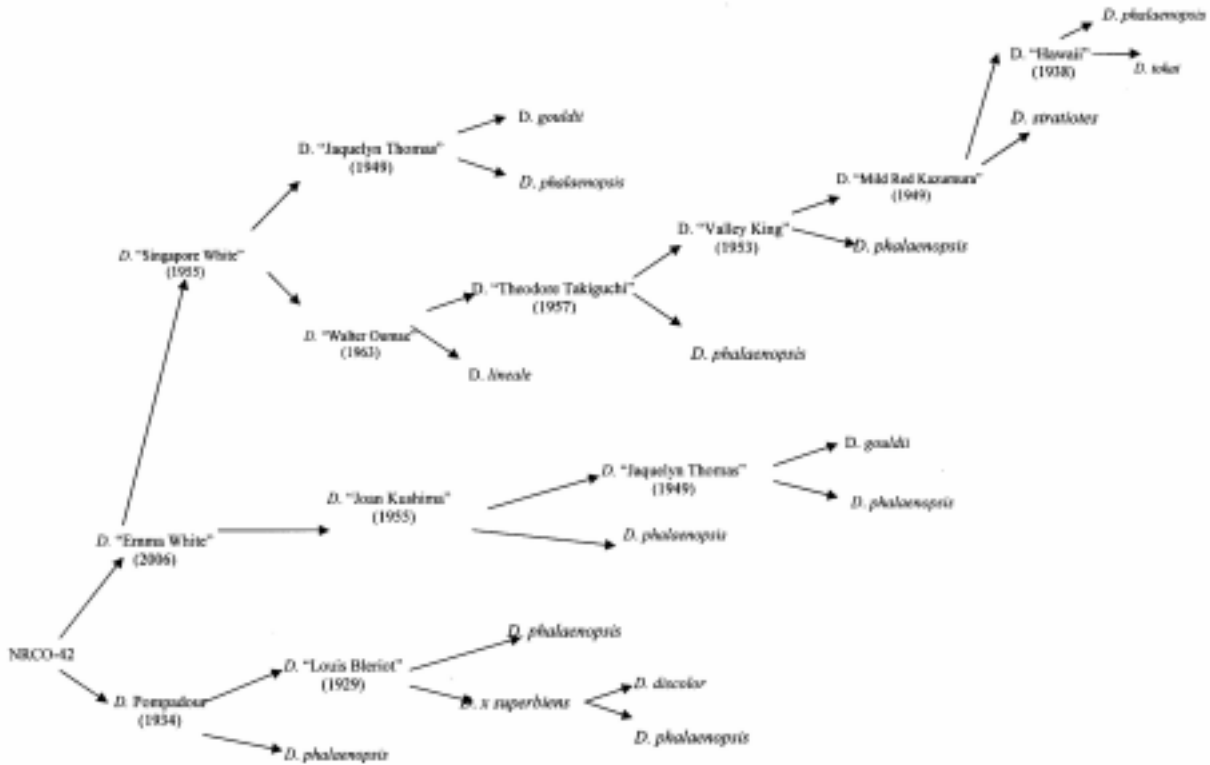 D. phalaenopsis
D. "Hawaii"
(1938)
D. tokai
D. gouldii
D. stratiotes
D. "Jaquelyn Thomas"
(1949)
D. phalaenopsis
D. "Mild Red Kazumura"
(1949)
D. "Valley King"
(1953)
D. phalaenopsis
D. "Singapore White"
(1955)
D. "Theodore Takiguchi"
(1957)
D. "Walter Oumae"
(1963)
D. phalaenopsis
D. lineale
D. gouldii
D. "Jaquelyn Thomas"
(1949)
D. "Joan Kushima"
(1955)
D. phalaenopsis
D. phalaenopsis
D. "Emma White"
(2006)
D. phalaenopsis
NRCO-42
D. "Louis Bleriot"
(1929)
D. discolor
D. Pompadour
(1934)
D. x superbiens
D. phalaenopsis
D. phalaenopsis